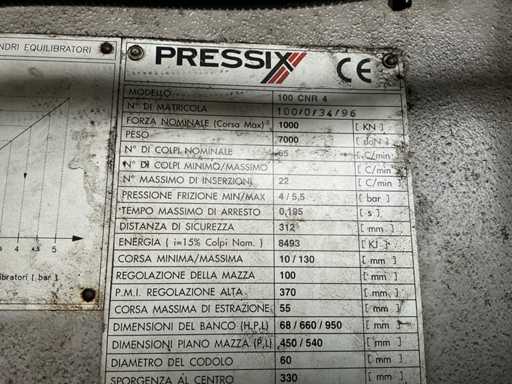 NDRI EQUILIBRATORI
4 4,5 5
ibratori [ bar ]
PRESSIX CE
MODELLO 100 CNR 4
N° DI MATRICOLA 100/0/34/96
FORZA NOMINALE (Corsa Max) 1000 [ KN ]
PESO 7000 [ daN ]
N° DI COLPI NOMINALE 65 [ C/min ]
N° DI COLPI MINIMO/MASSIMO [ C/min ]
N° MASSIMO DI INSERZIONI 22 [ C/min ]
PRESSIONE FRIZIONE MIN/MAX 4 / 5,5 [ bar ]
TEMPO MASSIMO DI ARRESTO 0,195 [ s ]
DISTANZA DI SICUREZZA 312 [ mm ]
ENERGIA ( i=15% Colpi Nom. ) 8493 [ KJ ]
CORSA MINIMA/MASSIMA 10 / 130 [ mm ]
REGOLAZIONE DELLA MAZZA 100 [ mm ]
P.M.I. REGOLAZIONE ALTA 370 [ mm ]
CORSA MASSIMA DI ESTRAZIONE 55 [ mm ]
DIMENSIONI DEL BANCO (H,P,L) 68 / 660 / 950 [ mm ]
DIMENSIONI PIANO MAZZA (P,L) 450 / 540 [ mm ]
DIAMETRO DEL CODOLO 60 [ mm ]
SPORGENZA AL CENTRO 330 [ mm ]